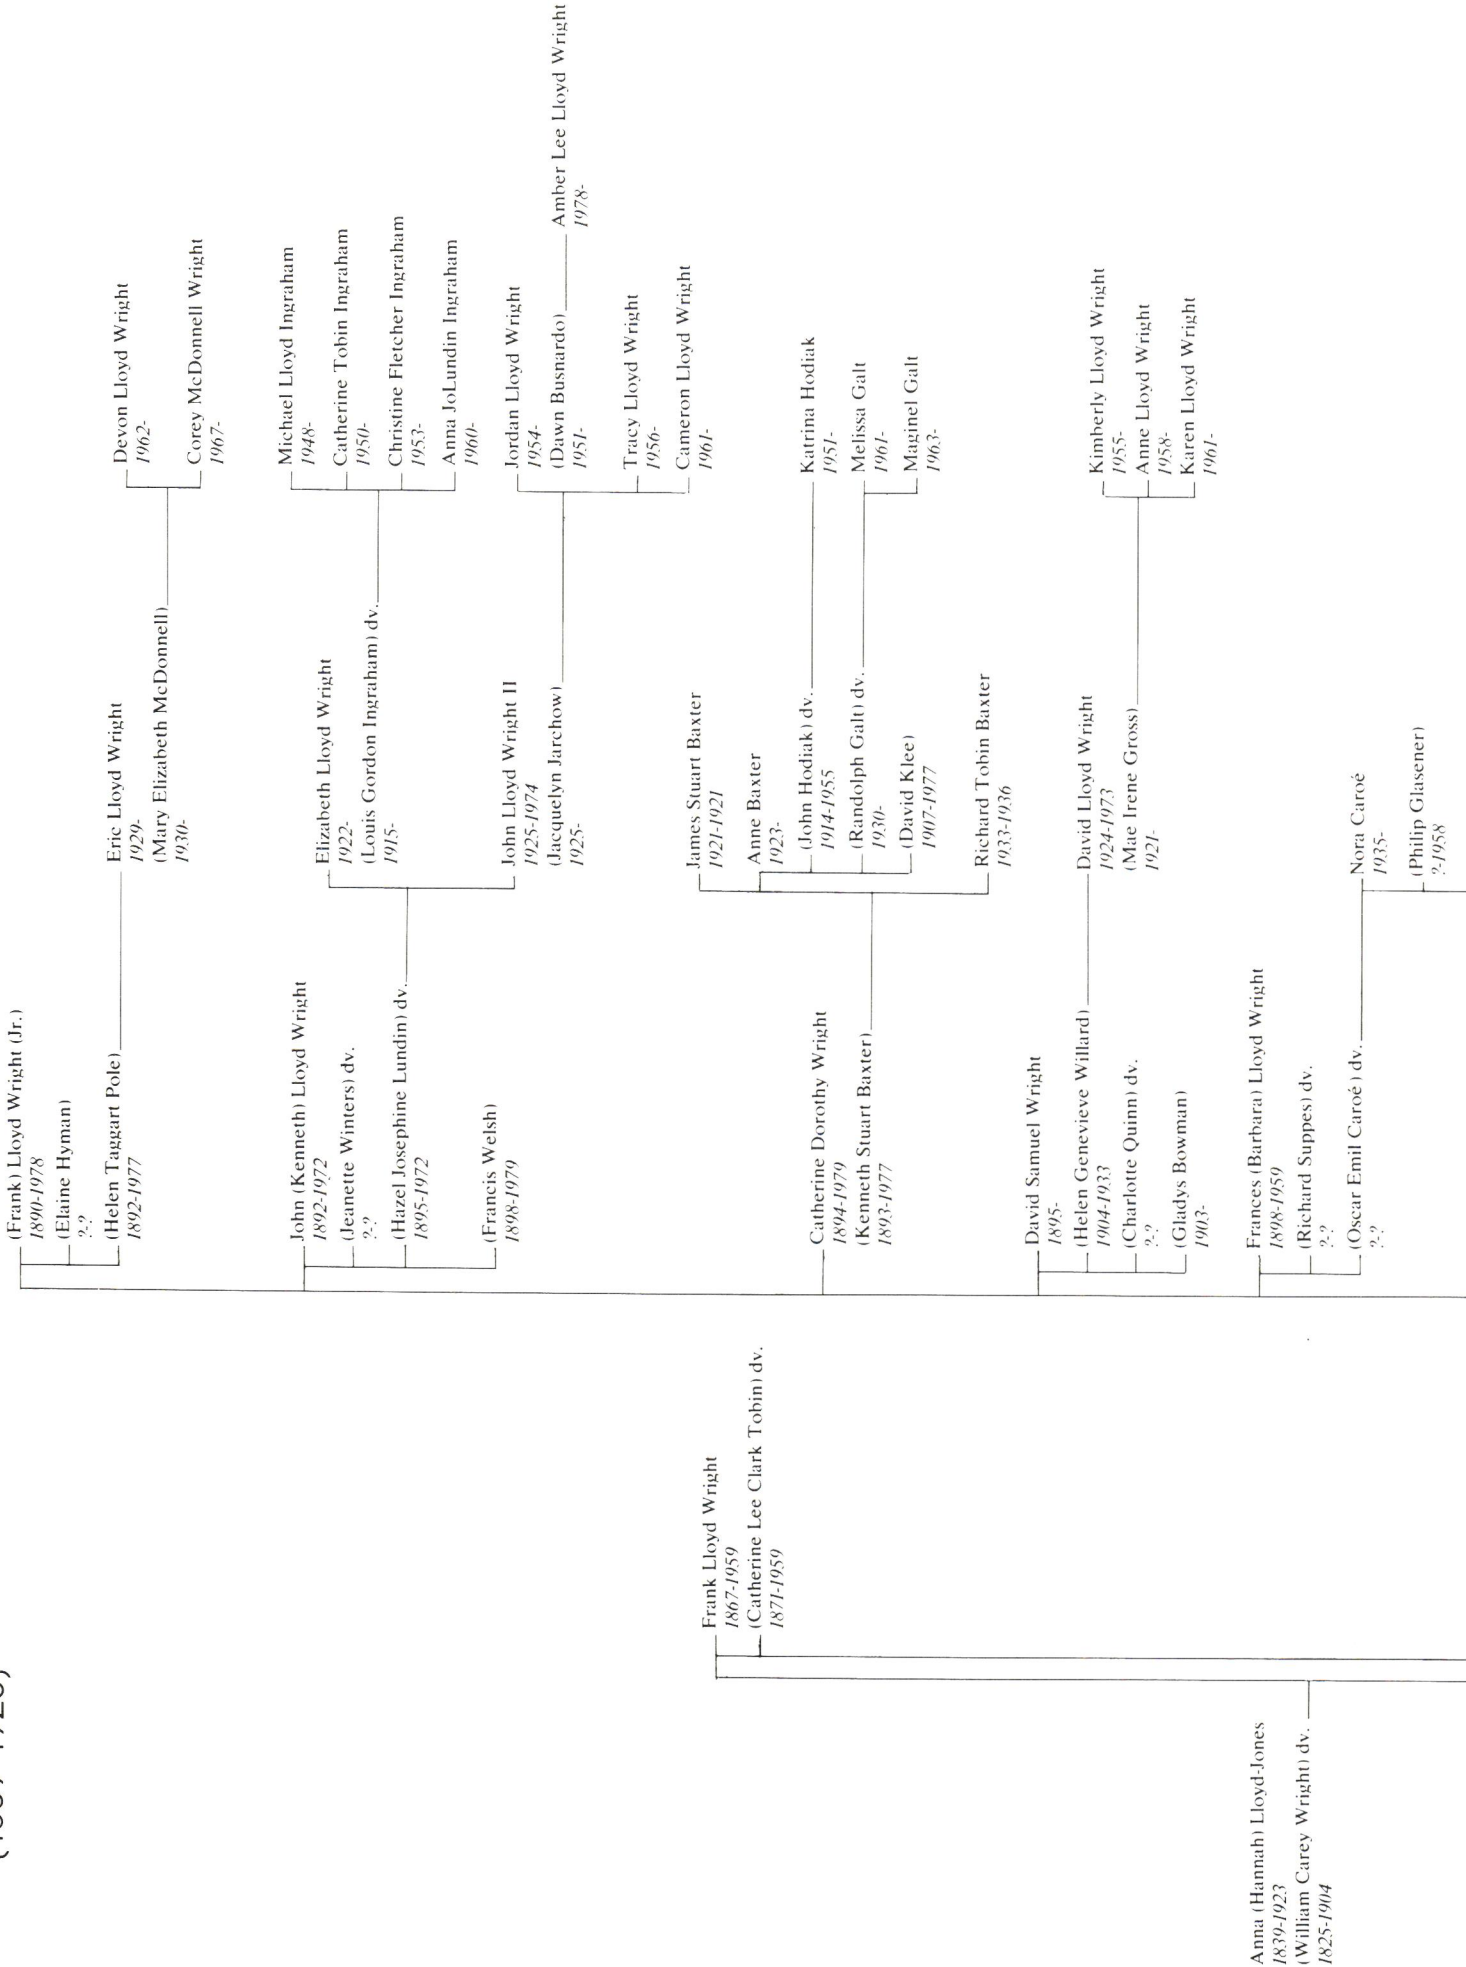 Anna (Hannah) Lloyd-Jones
1839-1923
(William Carey Wright) dv.
1825-1904
Frank Lloyd Wright
1867-1959
(Catherine Lee Clark Tobin) dv.
1871-1959
(Frank) Lloyd Wright (Jr.)
1890-1978
(Elaine Hyman)
?-?
(Helen Taggart Pole)
1892-1977
John (Kenneth) Lloyd Wright
1892-1972
(Jeanette Winters) dv.
?-?
(Hazel Josephine Lundin) dv.
1895-1972
(Francis Welsh)
1898-1979
Catherine Dorothy Wright
1894-1979
(Kenneth Stuart Baxter)
1893-1977
David Samuel Wright
1895-
(Helen Genevieve Willard)
1904-1933
(Charlotte Quinn) dv.
?-?
(Gladys Bowman)
1903-
Frances (Barbara) Lloyd Wright
1898-1959
(Richard Suppes) dv.
?-?
(Oscar Emil Caroé) dv.
?-?
Eric Lloyd Wright
1929-
(Mary Elizabeth McDonnell)
1930-
Elizabeth Lloyd Wright
1922-
(Louis Gordon Ingraham) dv.
1915-
John Lloyd Wright II
1925-1974
(Jacquelyn Jarchow)
1925-
James Stuart Baxter
1921-1921
Anne Baxter
1923-
(John Hodiak) dv.
1914-1955
(Randolph Galt) dv.
1930-
(David Klee)
1907-1977
Richard Tobin Baxter
1933-1936
David Lloyd Wright
1924-1973
(Mae Irene Gross)
1921-
Nora Caroé
1935-
(Philip Glasener)
?-1958
Devon Lloyd Wright
1962-
Corey McDonnell Wright
1967-
Michael Lloyd Ingraham
1948-
Catherine Tobin Ingraham
1950-
Christine Fletcher Ingraham
1953-
Anna JoLundin Ingraham
1960-
Jordan Lloyd Wright
1954-
(Dawn Busnardo)
1951-
Tracy Lloyd Wright
1956-
Cameron Lloyd Wright
1961-
Katrina Hodiak
1951-
Melissa Galt
1961-
Maginel Galt
1963-
Kimberly Lloyd Wright
1955-
Anne Lloyd Wright
1958-
Karen Lloyd Wright
1961-
Amber Lee Lloyd Wright
1978-